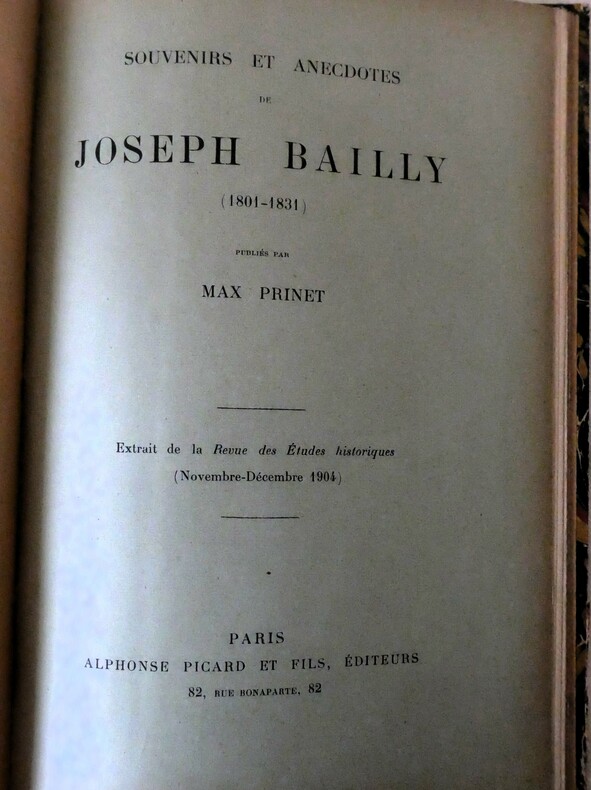 SOUVENIRS ET ANECDOTES
DE
JOSEPH BAILLY
(1801-1831)
PUBLIÉS PAR
MAX PRINET
Extrait de la Revue des Études historiques
(Novembre-Décembre 1904)
PARIS
ALPHONSE PICARD ET FILS, ÉDITEURS
82, RUE BONAPARTE, 82